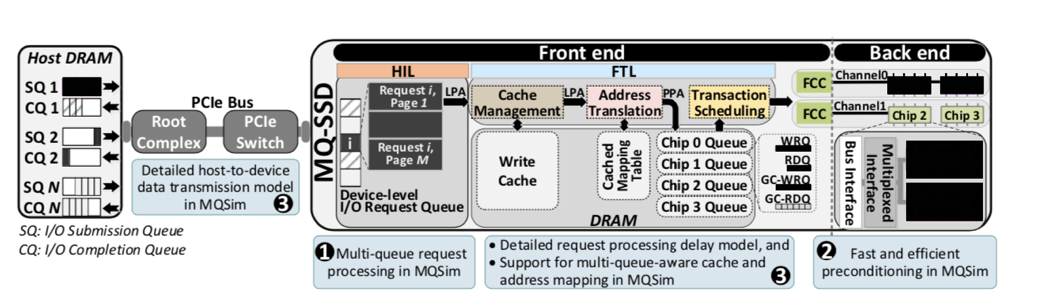 Host DRAM
SQ 1
CQ 1
SQ 2
CQ 2
SQ N
CQ N
SQ: I/O Submission Queue
CQ: I/O Completion Queue
PCIe Bus
Root
Complex
PCIe
Switch
Detailed host-to-device
data transmission model
in MQSim
3
MQ-SSD
Front end
HIL
Request i,
Page 1
Request i,
Page M
i
Device-level
I/O Request Queue
LPA
FTL
Cache
Management
LPA
Address
Translation
PPA
Transaction
Scheduling
Write
Cache
Cached
Mapping
Table
Chip 0 Queue
Chip 1 Queue
Chip 2 Queue
Chip 3 Queue
DRAM
WRQ
RDQ
GC-WRQ
GC-RDQ
Back end
FCC
Channel0
FCC
Channel1
Chip 2
Chip 3
Bus Interface
Multiplexed
Interface
1 Multi-queue request
processing in MQSim
• Detailed request processing delay model, and
• Support for multi-queue-aware cache and
address mapping in MQSim
3
2 Fast and efficient
preconditioning in MQSim